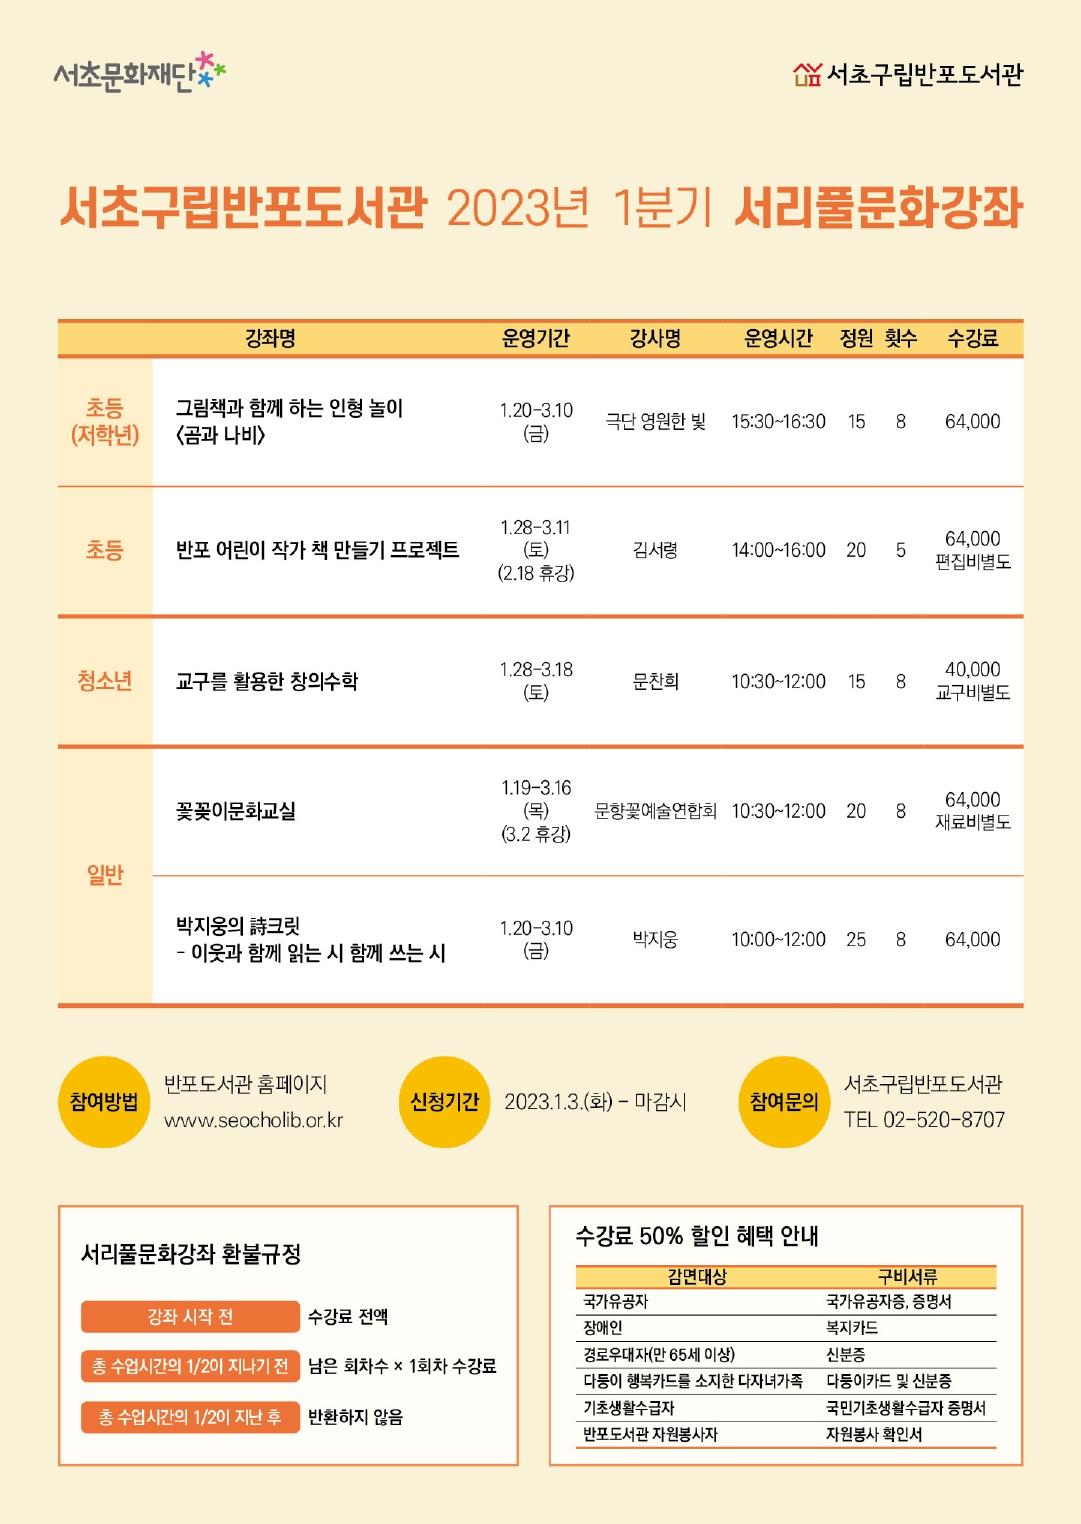 서초문화재단
서초구립반포도서관
서초구립반포도서관 2023년 1분기 서리풀문화강좌
강좌명 운영기간 강사명 운영시간 정원 횟수 수강료
초등
(저학년)
그림책과 함께 하는 인형 놀이
〈곰과 나비〉
1.20-3.10
(금)
극단 영원한 빛
15:30~16:30
15
8
64,000
초등
반포 어린이 작가 책 만들기 프로젝트
1.28-3.11
(토)
(2.18 휴강)
김서령
14:00~16:00
20
5
64,000
편집비별도
청소년
교구를 활용한 창의수학
1.28-3.18
(토)
문찬희
10:30~12:00
15
8
40,000
교구비별도
일반
꽃꽂이문화교실
1.19-3.16
(목)
(3.2 휴강)
문향꽃예술연합회
10:30~12:00
20
8
64,000
재료비별도
박지웅의 詩크릿
- 이웃과 함께 읽는 시 함께 쓰는 시
1.20-3.10
(금)
박지웅
10:00~12:00
25
8
64,000
참여방법
반포도서관 홈페이지
www.seocholib.or.kr
신청기간
2023.1.3.(화) - 마감시
참여문의
서초구립반포도서관
TEL 02-520-8707
서리풀문화강좌 환불규정
강좌 시작 전 수강료 전액
총 수업시간의 1/2이 지나기 전 남은 회차수 × 1회차 수강료
총 수업시간의 1/2이 지난 후 반환하지 않음
수강료 50% 할인 혜택 안내
감면대상 구비서류
국가유공자 국가유공자증, 증명서
장애인 복지카드
경로우대자(만 65세 이상) 신분증
다둥이 행복카드를 소지한 다자녀가족 다둥이카드 및 신분증
기초생활수급자 국민기초생활수급자 증명서
반포도서관 자원봉사자 자원봉사 확인서